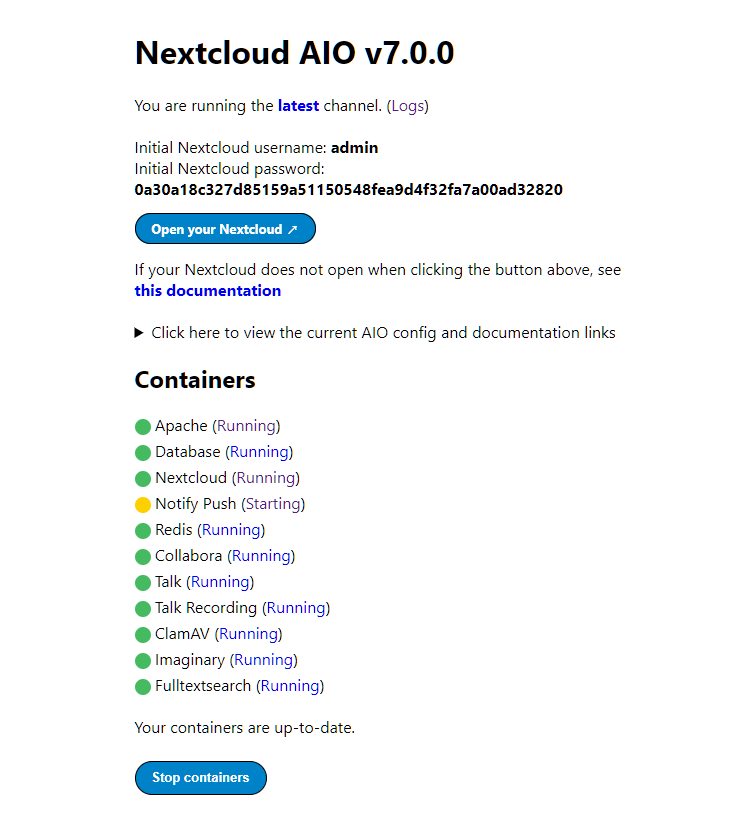 Nextcloud AIO v7.0.0
You are running the latest channel. (Logs)
Initial Nextcloud username: admin
Initial Nextcloud password:
0a30a18c327d85159a51150548fea9d4f32fa7a00ad32820
Open your Nextcloud ↗
If your Nextcloud does not open when clicking the button above, see
this documentation
▶ Click here to view the current AIO config and documentation links
Containers
Apache (Running)
Database (Running)
Nextcloud (Running)
Notify Push (Starting)
Redis (Running)
Collabora (Running)
Talk (Running)
Talk Recording (Running)
ClamAV (Running)
Imaginary (Running)
Fulltextsearch (Running)
Your containers are up-to-date.
Stop containers